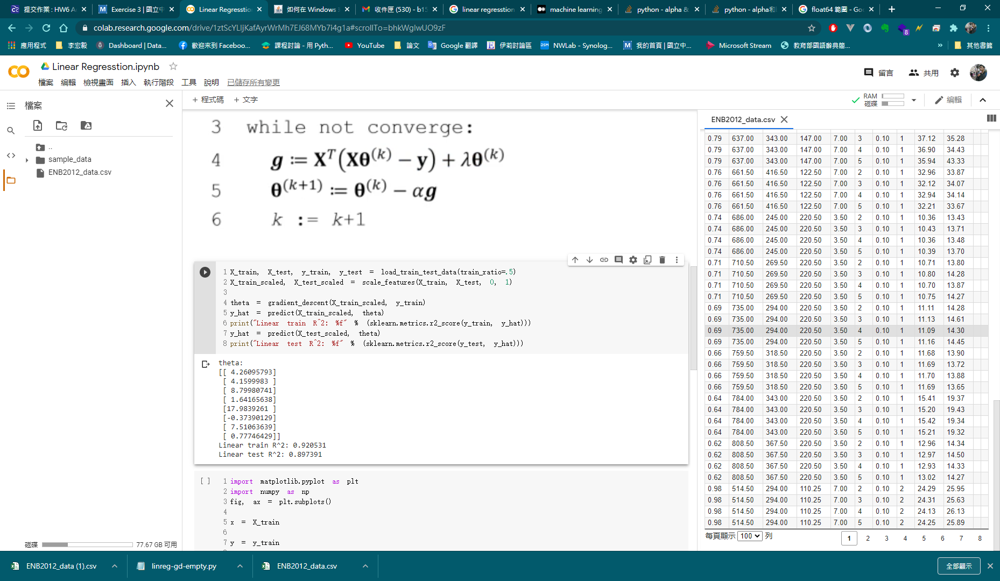 提交作業 : HW6 A
Exercise 3 | 國立中
Linear Regresstion
如何在 Windows
收件匣 (530) - b15
linear regresstion
machine learning
python - alpha &
python - alpha和
float64 範圍 - Goo
colab.research.google.com/drive/1ztScYLIjKafAyrWrMh7EJ68MYb7i4g1a#scrollTo=bhkWglwUO9zF
應用程式
李宏毅
Dashboard | Data...
歡迎來到 Faceboo...
課程討論 - 用 Pyth...
YouTube
論文
Google 翻譯
伊莉討論區
DSM NWLab - Synolog...
我的首頁 | 國立中...
Microsoft Stream
教育部國語辭典簡...
»
其他書籤
Linear Regresstion.ipynb
檔案 編輯 檢視畫面 插入 執行階段 工具 說明 已儲存所有變更
留言
共用
檔案
..
sample_data
ENB2012_data.csv
磁碟 77.67 GB 可用
+ 程式碼 + 文字
RAM
磁碟
編輯
3 while not converge:
4 g ≔ Xᵀ(Xθ⁽ᵏ⁾ − y) + λθ⁽ᵏ⁾
5 θ⁽ᵏ⁺¹⁾ ≔ θ⁽ᵏ⁾ − αg
6 k := k+1
1 X_train, X_test, y_train, y_test = load_train_test_data(train_ratio=.5)
2 X_train_scaled, X_test_scaled = scale_features(X_train, X_test, 0, 1)
3
4 theta = gradient_descent(X_train_scaled, y_train)
5 y_hat = predict(X_train_scaled, theta)
6 print("Linear train R^2: %f" % (sklearn.metrics.r2_score(y_train, y_hat)))
7 y_hat = predict(X_test_scaled, theta)
8 print("Linear test R^2: %f" % (sklearn.metrics.r2_score(y_test, y_hat)))
theta:
[[ 4.26095793]
[ 4.1599983 ]
[ 8.79980741]
[ 1.64165638]
[17.9839261 ]
[-0.37390129]
[ 7.51063639]
[ 0.77746429]]
Linear train R^2: 0.920531
Linear test R^2: 0.897391
[ ] 1 import matplotlib.pyplot as plt
2 import numpy as np
3 fig, ax = plt.subplots()
4
5 x = X_train
6
7 y = y_train
ENB2012_data.csv
0.79 637.00 343.00 147.00 7.00 3 0.10 1 37.12 35.28
0.79 637.00 343.00 147.00 7.00 4 0.10 1 36.90 34.43
0.79 637.00 343.00 147.00 7.00 5 0.10 1 35.94 43.33
0.76 661.50 416.50 122.50 7.00 2 0.10 1 32.96 33.87
0.76 661.50 416.50 122.50 7.00 3 0.10 1 32.12 34.07
0.76 661.50 416.50 122.50 7.00 4 0.10 1 32.94 34.14
0.76 661.50 416.50 122.50 7.00 5 0.10 1 32.21 33.67
0.74 686.00 245.00 220.50 3.50 2 0.10 1 10.36 13.43
0.74 686.00 245.00 220.50 3.50 3 0.10 1 10.43 13.71
0.74 686.00 245.00 220.50 3.50 4 0.10 1 10.36 13.48
0.74 686.00 245.00 220.50 3.50 5 0.10 1 10.39 13.70
0.71 710.50 269.50 220.50 3.50 2 0.10 1 10.71 13.80
0.71 710.50 269.50 220.50 3.50 3 0.10 1 10.80 14.28
0.71 710.50 269.50 220.50 3.50 4 0.10 1 10.70 13.87
0.71 710.50 269.50 220.50 3.50 5 0.10 1 10.75 14.27
0.69 735.00 294.00 220.50 3.50 2 0.10 1 11.11 14.28
0.69 735.00 294.00 220.50 3.50 3 0.10 1 11.13 14.61
0.69 735.00 294.00 220.50 3.50 4 0.10 1 11.09 14.30
0.69 735.00 294.00 220.50 3.50 5 0.10 1 11.16 14.45
0.66 759.50 318.50 220.50 3.50 2 0.10 1 11.68 13.90
0.66 759.50 318.50 220.50 3.50 3 0.10 1 11.69 13.72
0.66 759.50 318.50 220.50 3.50 4 0.10 1 11.70 13.88
0.66 759.50 318.50 220.50 3.50 5 0.10 1 11.69 13.65
0.64 784.00 343.00 220.50 3.50 2 0.10 1 15.41 19.37
0.64 784.00 343.00 220.50 3.50 3 0.10 1 15.20 19.43
0.64 784.00 343.00 220.50 3.50 4 0.10 1 15.42 19.34
0.64 784.00 343.00 220.50 3.50 5 0.10 1 15.21 19.32
0.62 808.50 367.50 220.50 3.50 2 0.10 1 12.96 14.34
0.62 808.50 367.50 220.50 3.50 3 0.10 1 12.97 14.50
0.62 808.50 367.50 220.50 3.50 4 0.10 1 12.93 14.33
0.62 808.50 367.50 220.50 3.50 5 0.10 1 13.02 14.27
0.98 514.50 294.00 110.25 7.00 2 0.10 2 24.29 25.95
0.98 514.50 294.00 110.25 7.00 3 0.10 2 24.31 25.63
0.98 514.50 294.00 110.25 7.00 4 0.10 2 24.13 26.13
0.98 514.50 294.00 110.25 7.00 5 0.10 2 24.25 25.89
每頁顯示 100 列
1 2 3 4 5 6 7 8
ENB2012_data (1).csv
linreg-gd-empty.py
ENB2012_data.csv
全部顯示